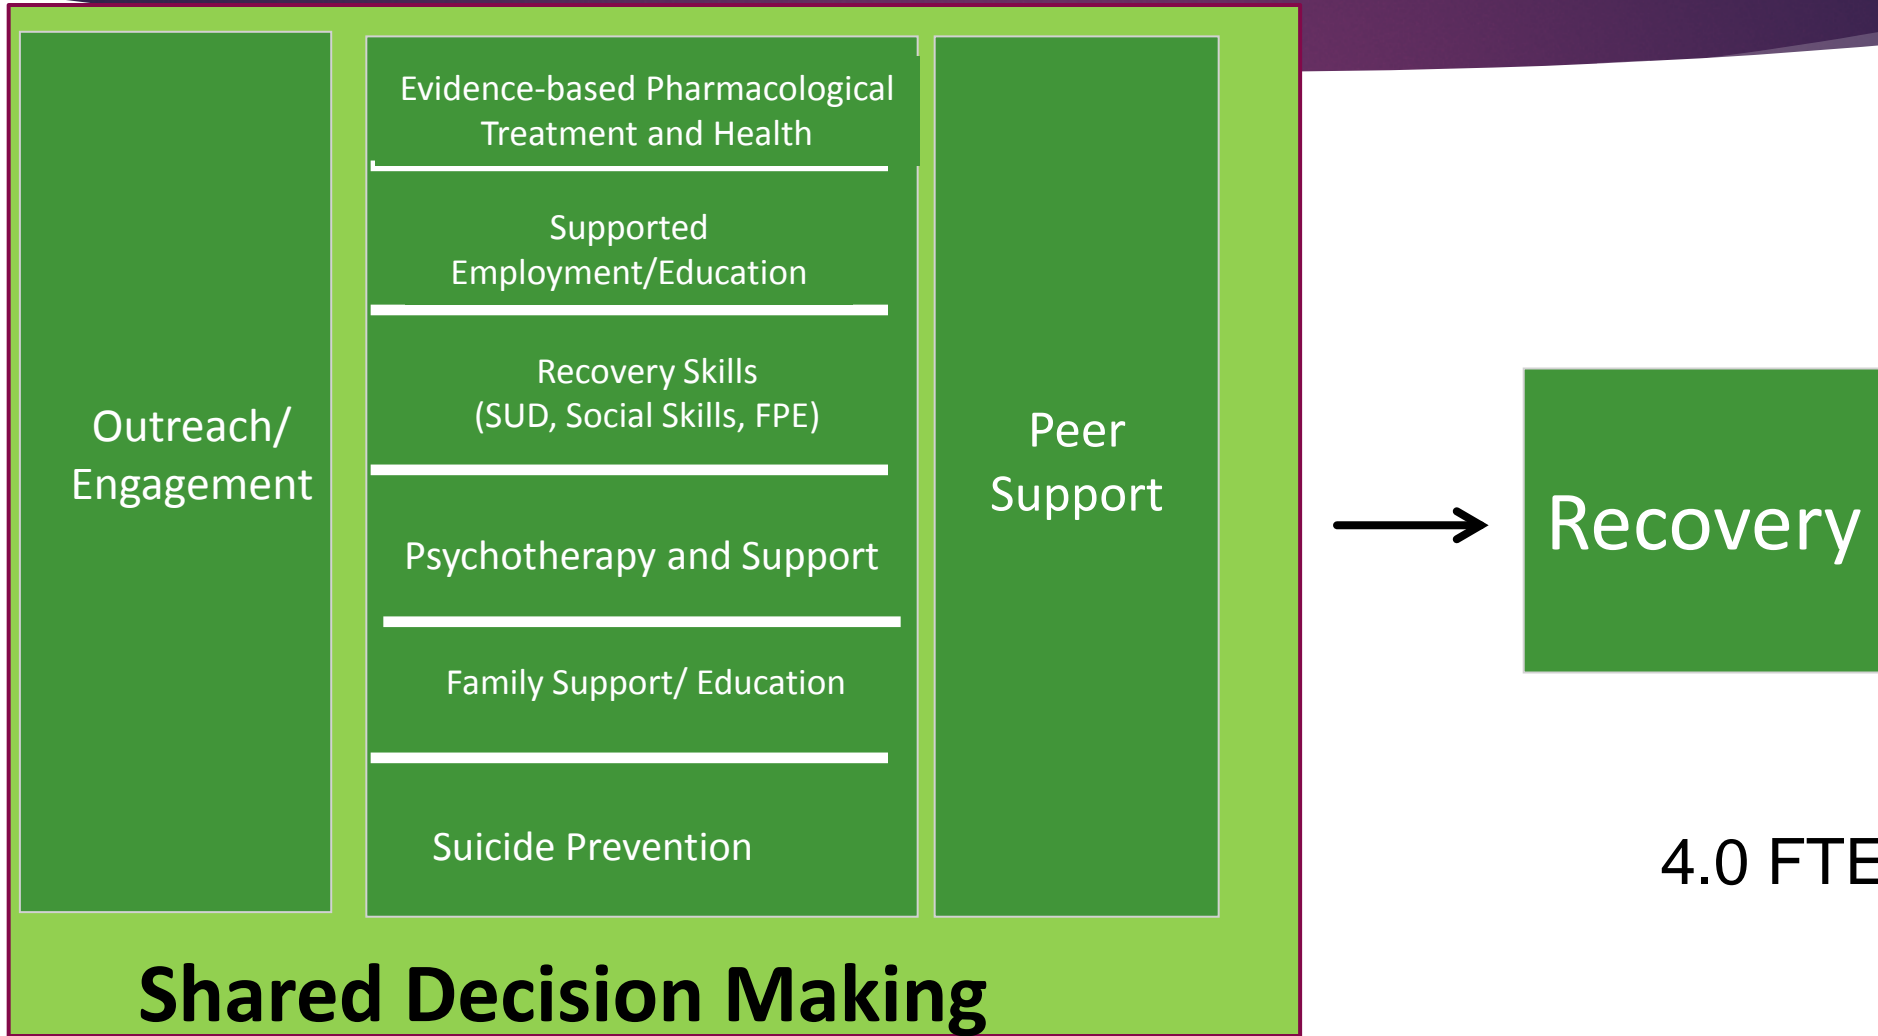 Outreach/
Engagement
Evidence-based Pharmacological
Treatment and Health
Supported
Employment/Education
Recovery Skills
(SUD, Social Skills, FPE)
Psychotherapy and Support
Family Support/ Education
Suicide Prevention
Peer
Support
Shared Decision Making
Recovery
4.0 FTE